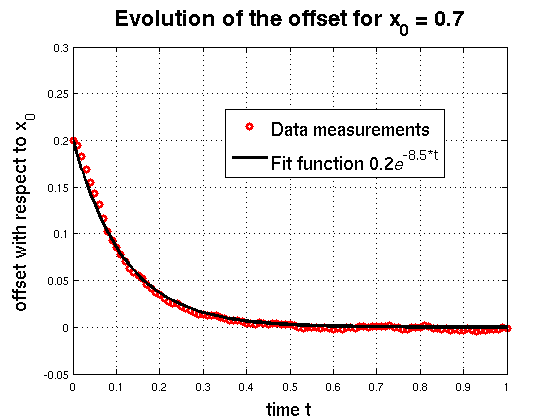 Evolution of the offset for x₀ = 0.7
0.3
0.25
0.2
0.15
0.1
0.05
0
-0.05
offset with respect to x₀
Data measurements
Fit function 0.2e^-8.5*t
0 0.1 0.2 0.3 0.4 0.5 0.6 0.7 0.8 0.9 1
time t